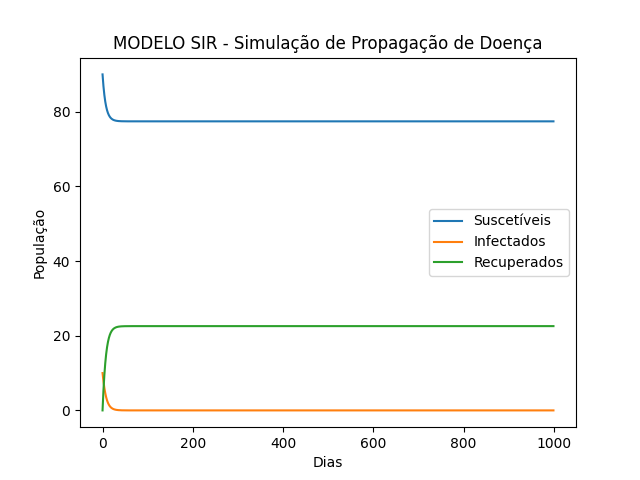 MODELO SIR - Simulação de Propagação de Doença
80
60
40
20
0
População
Suscetíveis
Infectados
Recuperados
0 200 400 600 800 1000
Dias